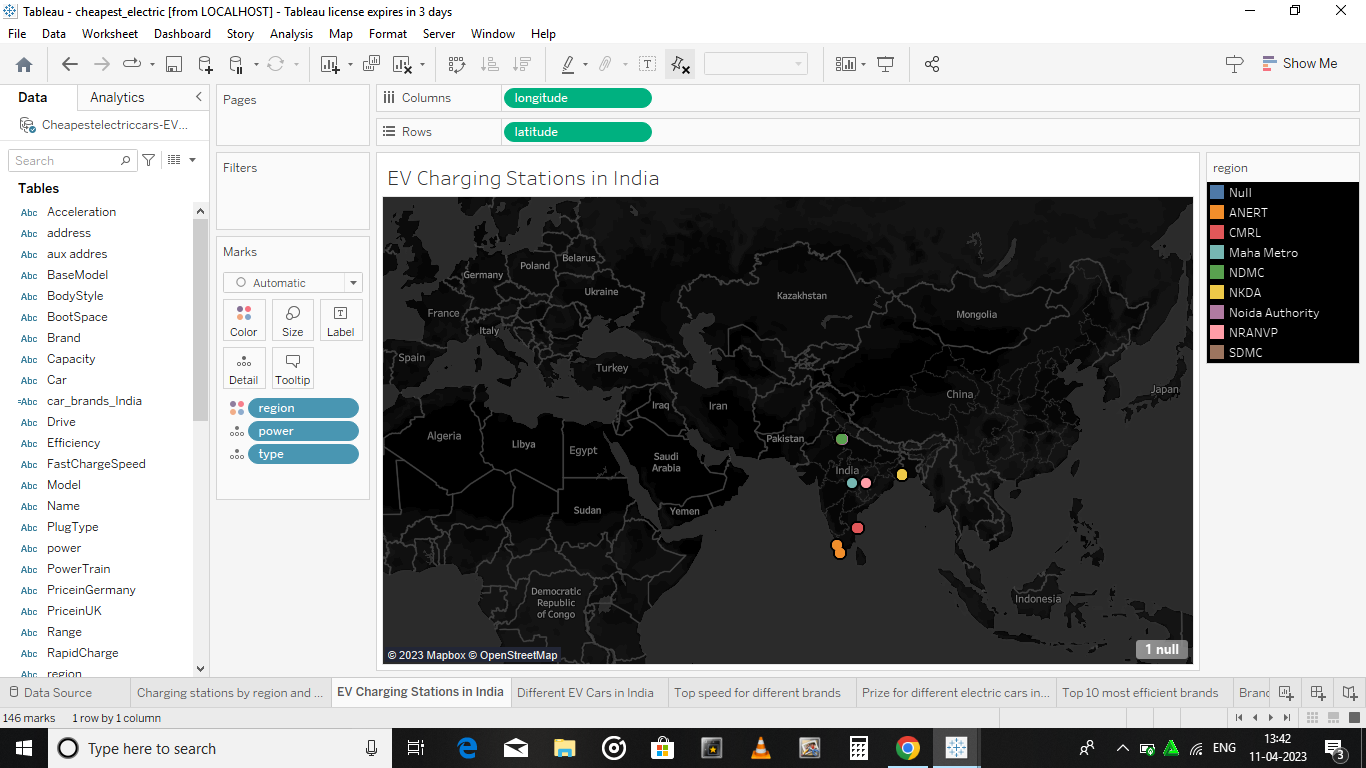 Tableau - cheapest_electric [from LOCALHOST] - Tableau license expires in 3 days
File Data Worksheet Dashboard Story Analysis Map Format Server Window Help
Show Me
Data Analytics
Cheapestelectriccars-EV...
Search
Tables
Abc Acceleration
Abc address
Abc aux addres
Abc BaseModel
Abc BodyStyle
Abc BootSpace
Abc Brand
Abc Capacity
Abc Car
=Abc car_brands_India
Abc Drive
Abc Efficiency
Abc FastChargeSpeed
Abc Model
Abc Name
Abc PlugType
Abc power
Abc PowerTrain
Abc PriceinGermany
Abc PriceinUK
Abc Range
Abc RapidCharge
Abc region
Pages
Filters
Marks
Automatic
Color Size Label
Detail Tooltip
region
power
type
Columns longitude
Rows latitude
EV Charging Stations in India
Belarus
Poland
Germany
Ukraine
Kazakhstan
France
Mongolia
Italy
Spain
Turkey
China
Japan
Iraq
Iran
Algeria
Libya
Egypt
Pakistan
Saudi
Arabia
India
Sudan
Yemen
Democratic
Republic
of Congo
Indonesia
© 2023 Mapbox © OpenStreetMap
1 null
region
Null
ANERT
CMRL
Maha Metro
NDMC
NKDA
Noida Authority
NRANVP
SDMC
Data Source Charging stations by region and ... EV Charging Stations in India Different EV Cars in India Top speed for different brands Prize for different electric cars in... Top 10 most efficient brands Brand
146 marks 1 row by 1 column
Type here to search
ENG
13:42
11-04-2023
3